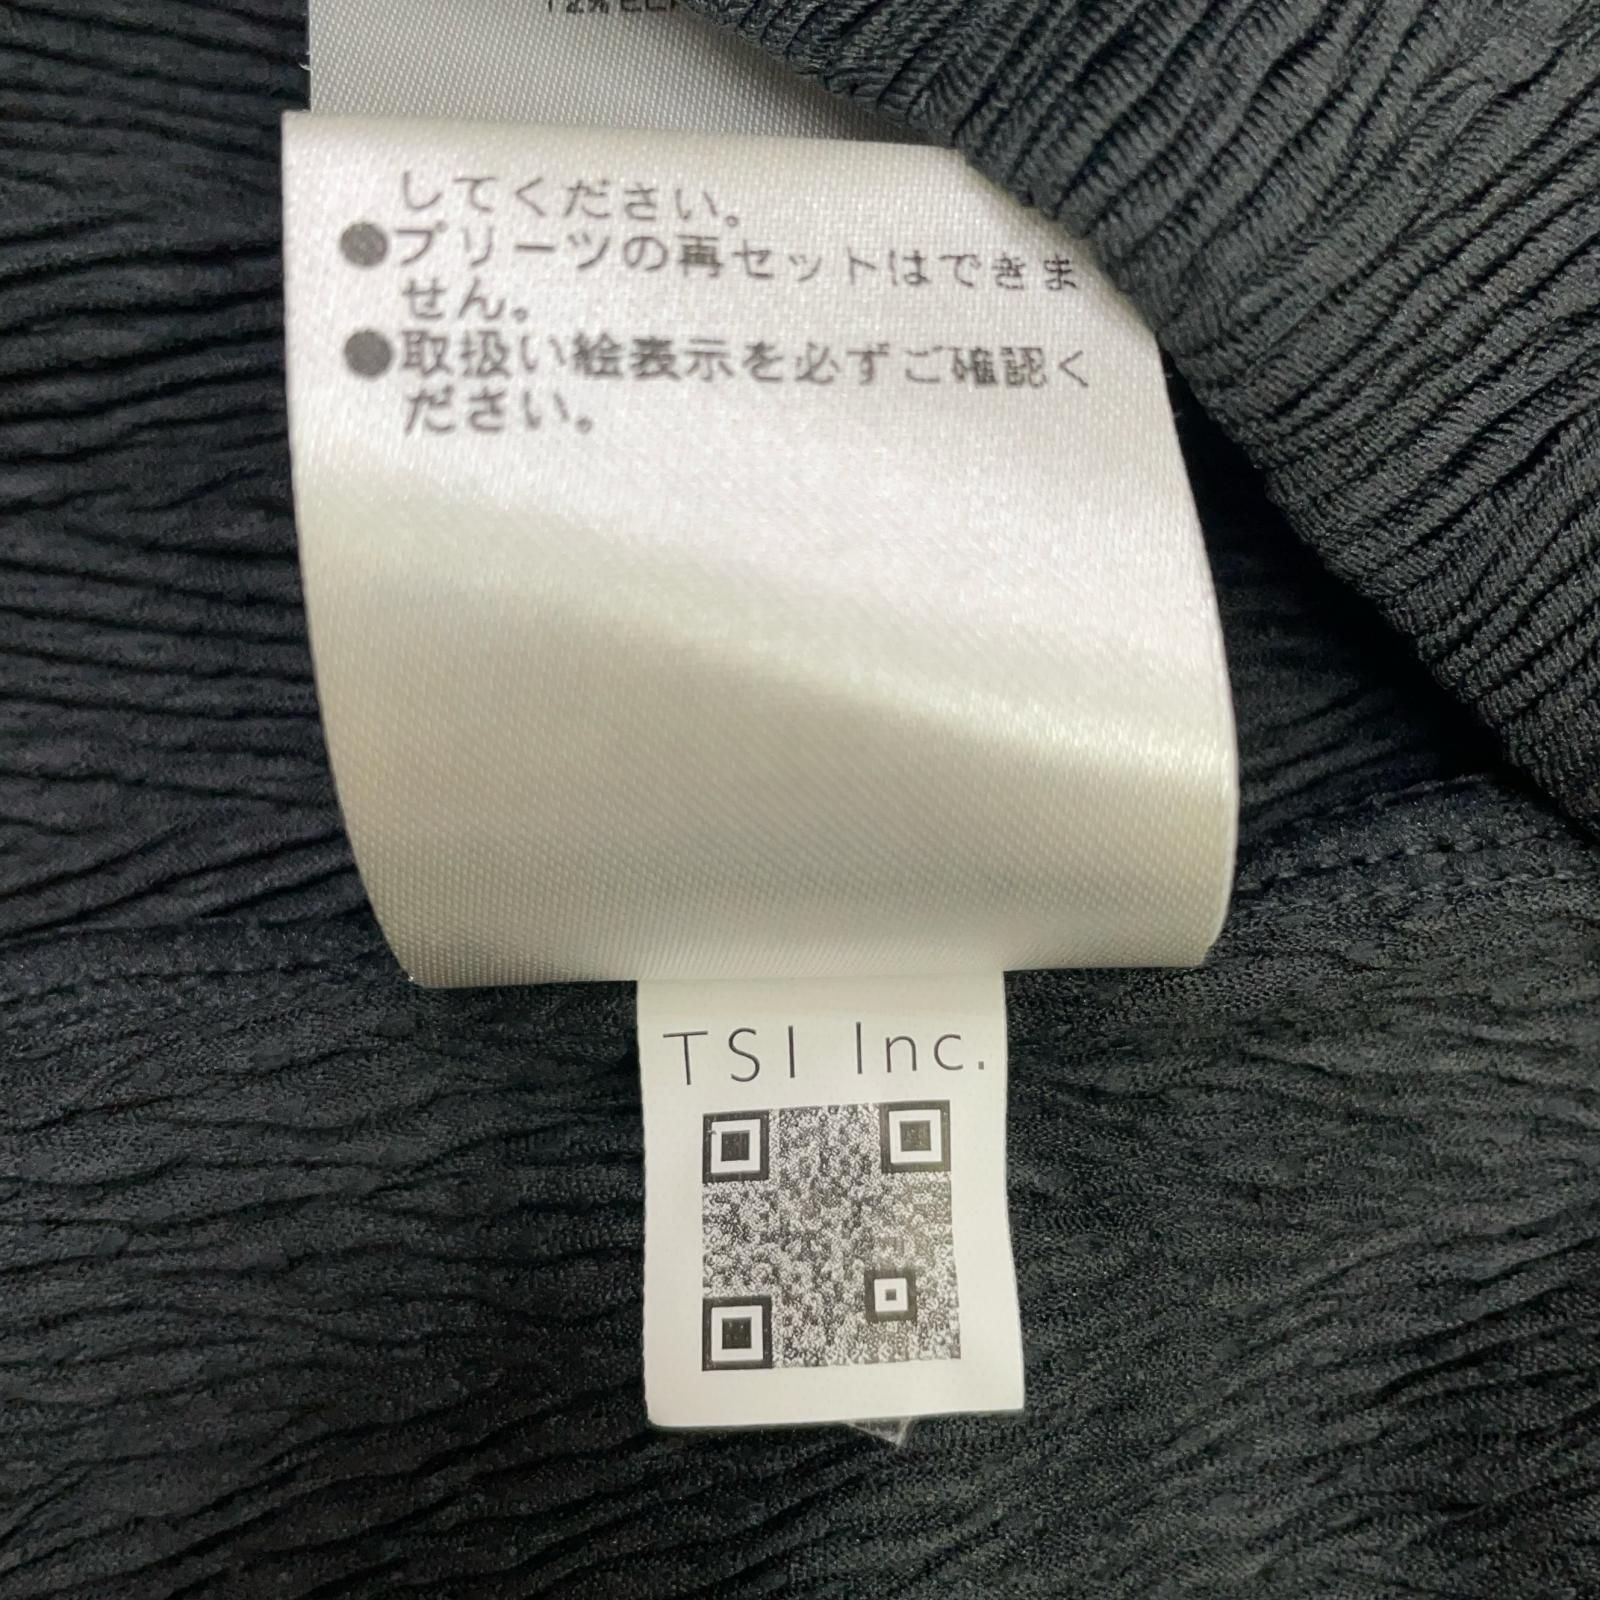 してください。
●プリーツの再セットはできま
せん。
●取扱い絵表示を必ずご確認く
ださい。
TSI Inc.